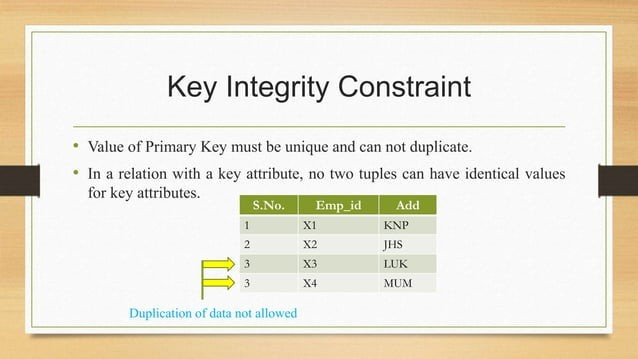 Key Integrity Constraint
• Value of Primary Key must be unique and can not duplicate.
• In a relation with a key attribute, no two tuples can have identical values
for key attributes.
S.No. Emp_id Add
1 X1 KNP
2 X2 JHS
3 X3 LUK
3 X4 MUM
Duplication of data not allowed